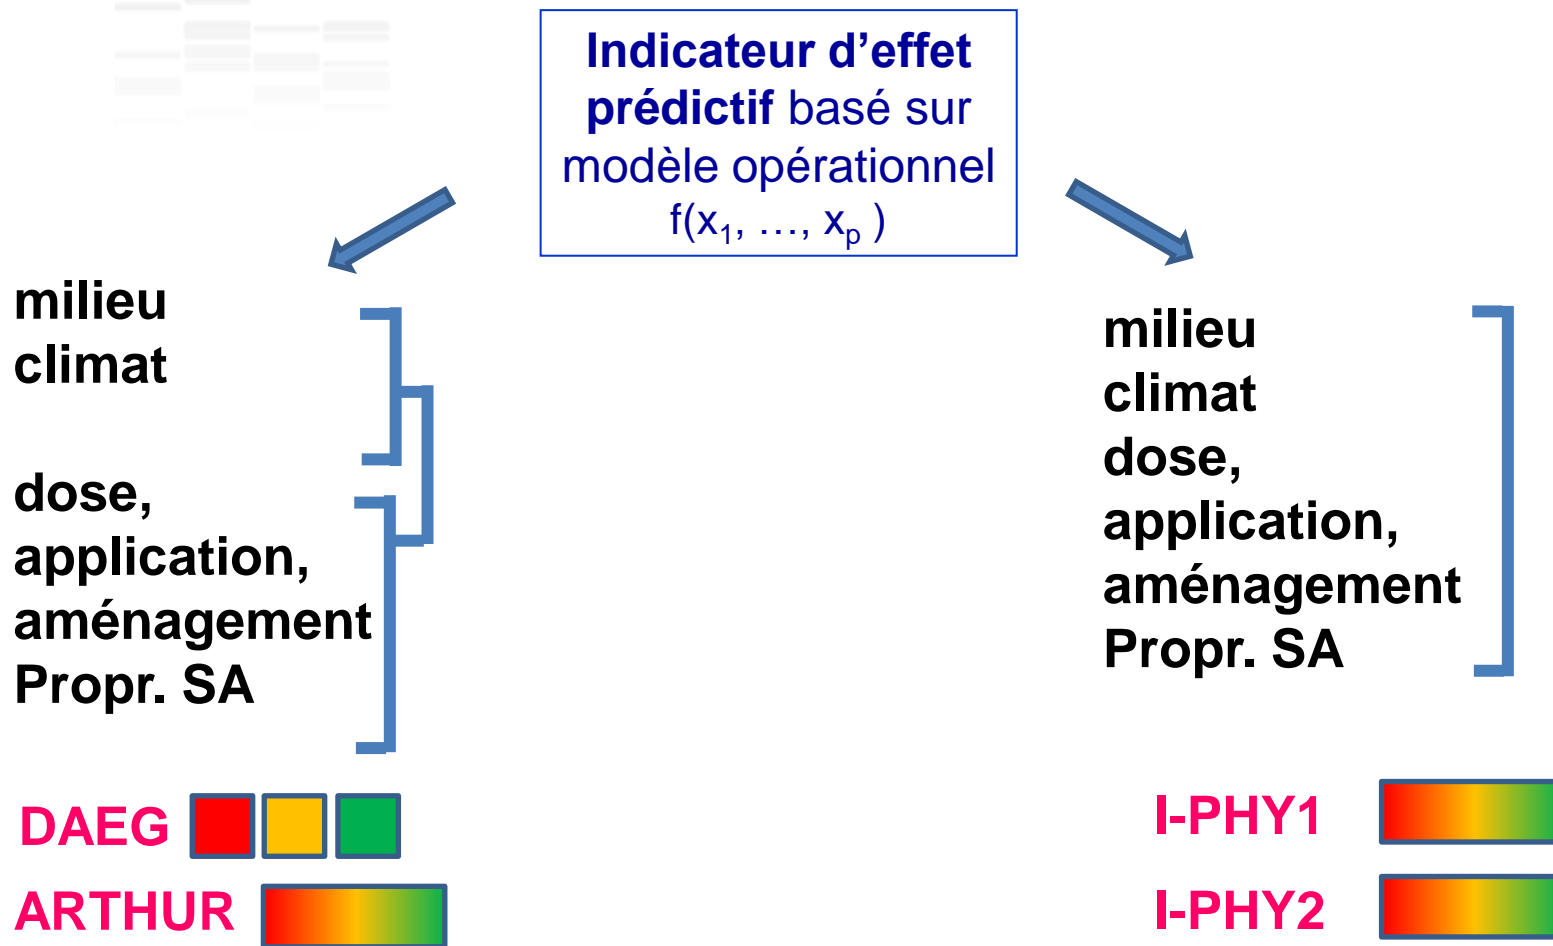 Indicateur d’effet
prédictif basé sur
modèle opérationnel
f(x₁, …, xₚ )
milieu
climat
dose,
application,
aménagement
Propr. SA
DAEG
ARTHUR
milieu
climat
dose,
application,
aménagement
Propr. SA
I-PHY1
I-PHY2